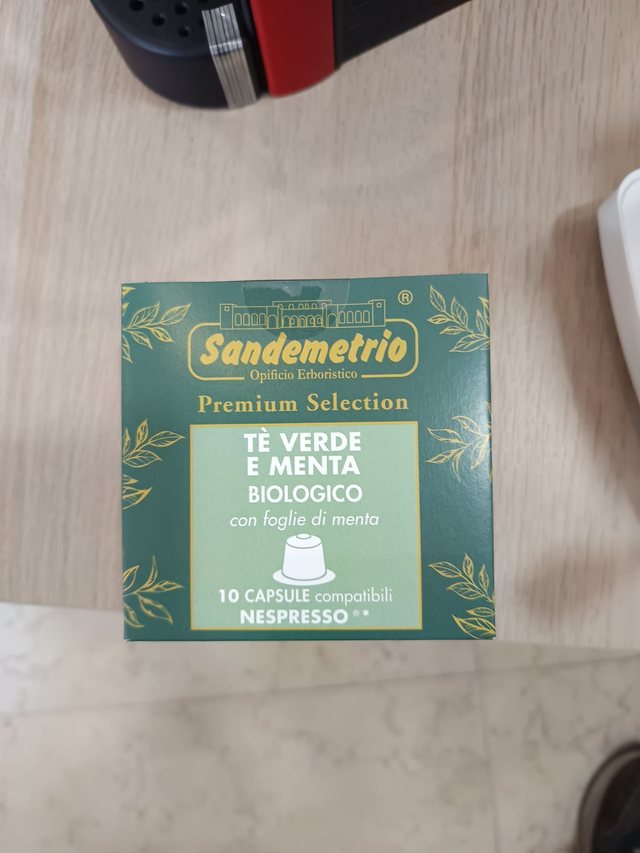 ®
Sandemetrio
Opificio Erboristico
Premium Selection
TÈ VERDE
E MENTA
BIOLOGICO
con foglie di menta
10 CAPSULE compatibili
NESPRESSO®*